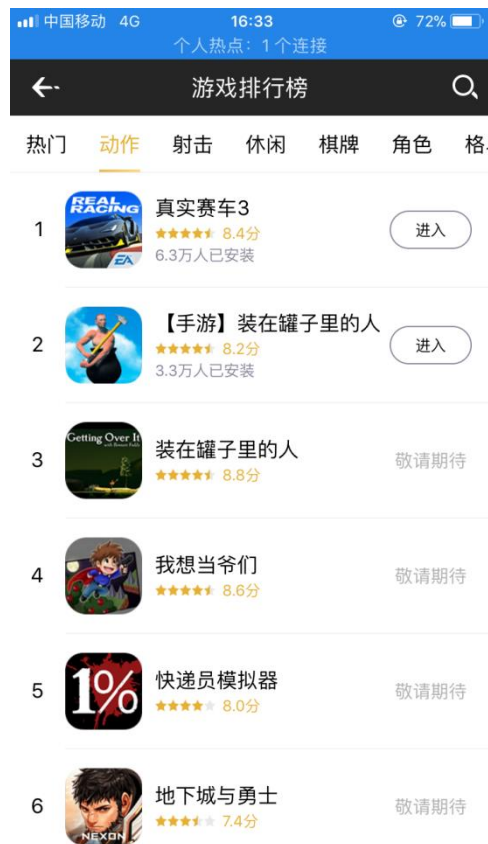 中国移动 4G 16:33 72%
个人热点：1个连接
游戏排行榜
热门 动作 射击 休闲 棋牌 角色
1
REAL RACING
EA
真实赛车3
8.4分
6.3万人已安装
进入
2
【手游】装在罐子里的人
8.2分
3.3万人已安装
进入
3
Getting Over It
装在罐子里的人
8.8分
敬请期待
4
我想当爷们
8.6分
敬请期待
5
1%
快递员模拟器
8.0分
敬请期待
6
NEXON
地下城与勇士
7.4分
敬请期待